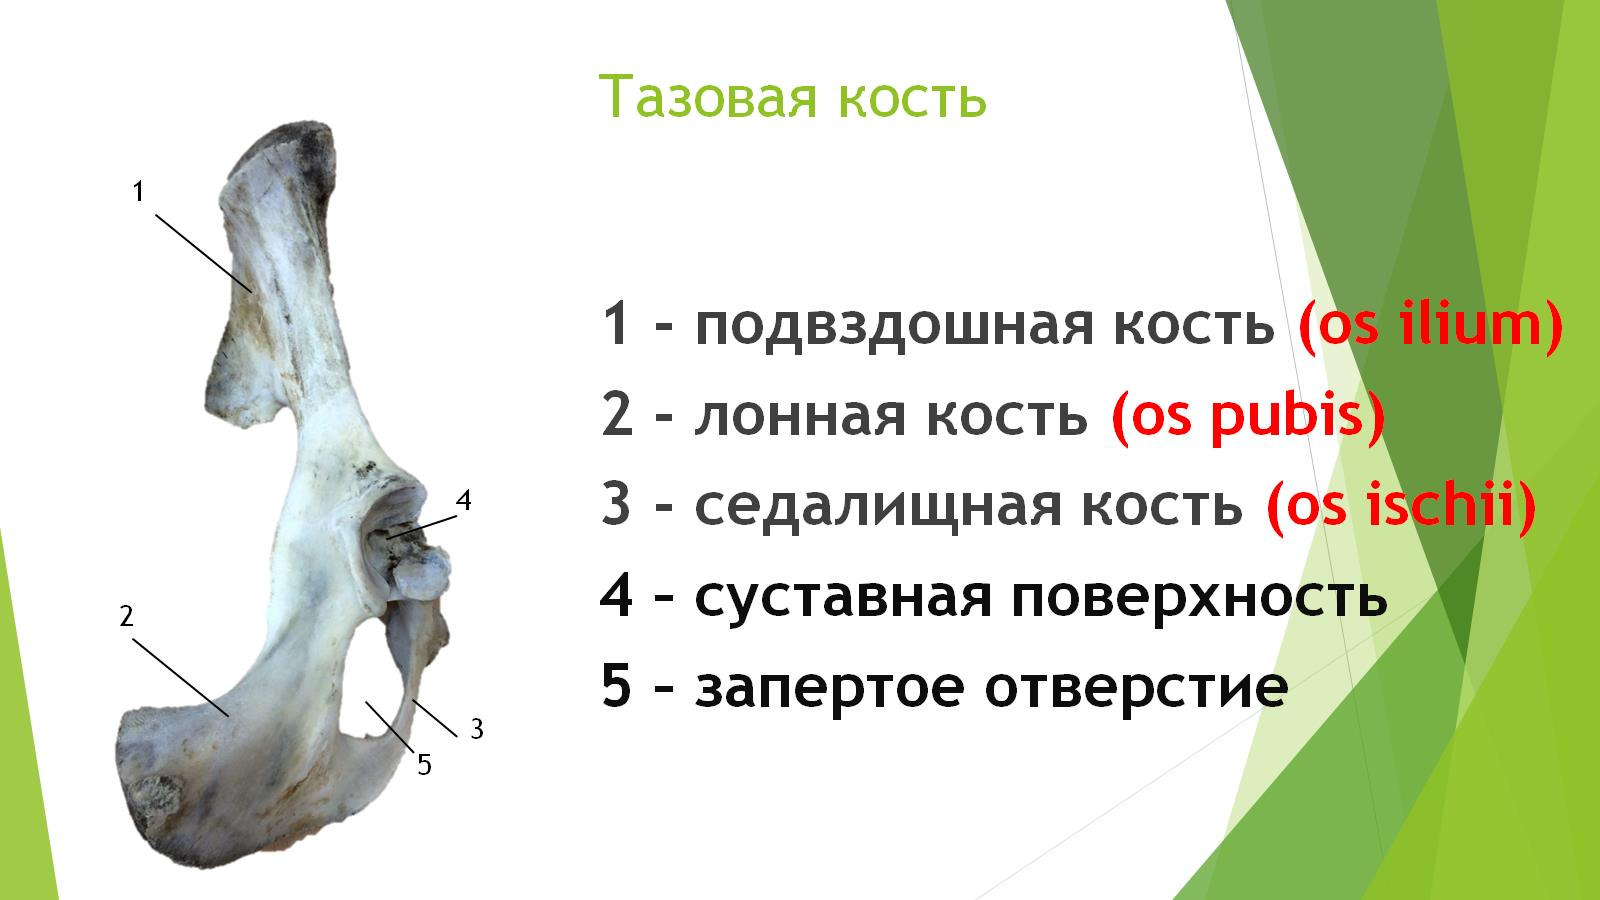 Тазовая кость
1
4
2
3
5
1 - подвздошная кость (os ilium)
2 - лонная кость (os pubis)
3 - седалищная кость (os ischii)
4 – суставная поверхность
5 – запертое отверстие